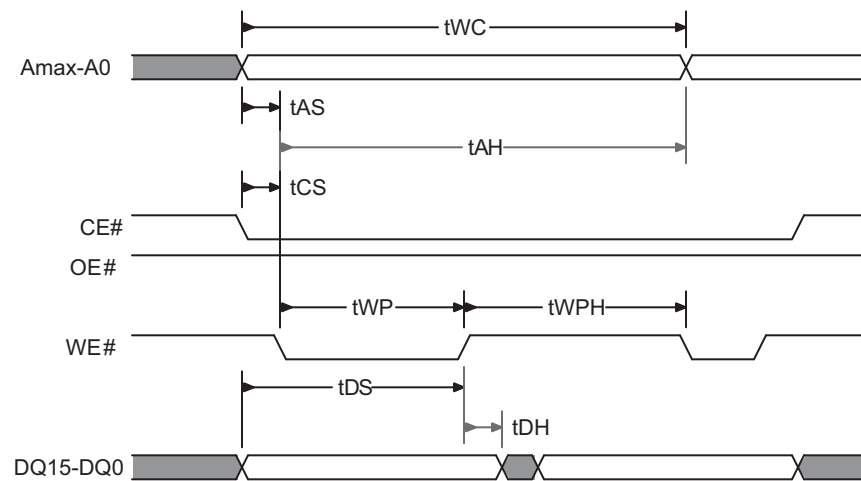 tWC
Amax-A0
tAS
tAH
tCS
CE#
OE#
tWP
tWPH
WE#
tDS
tDH
DQ15-DQ0